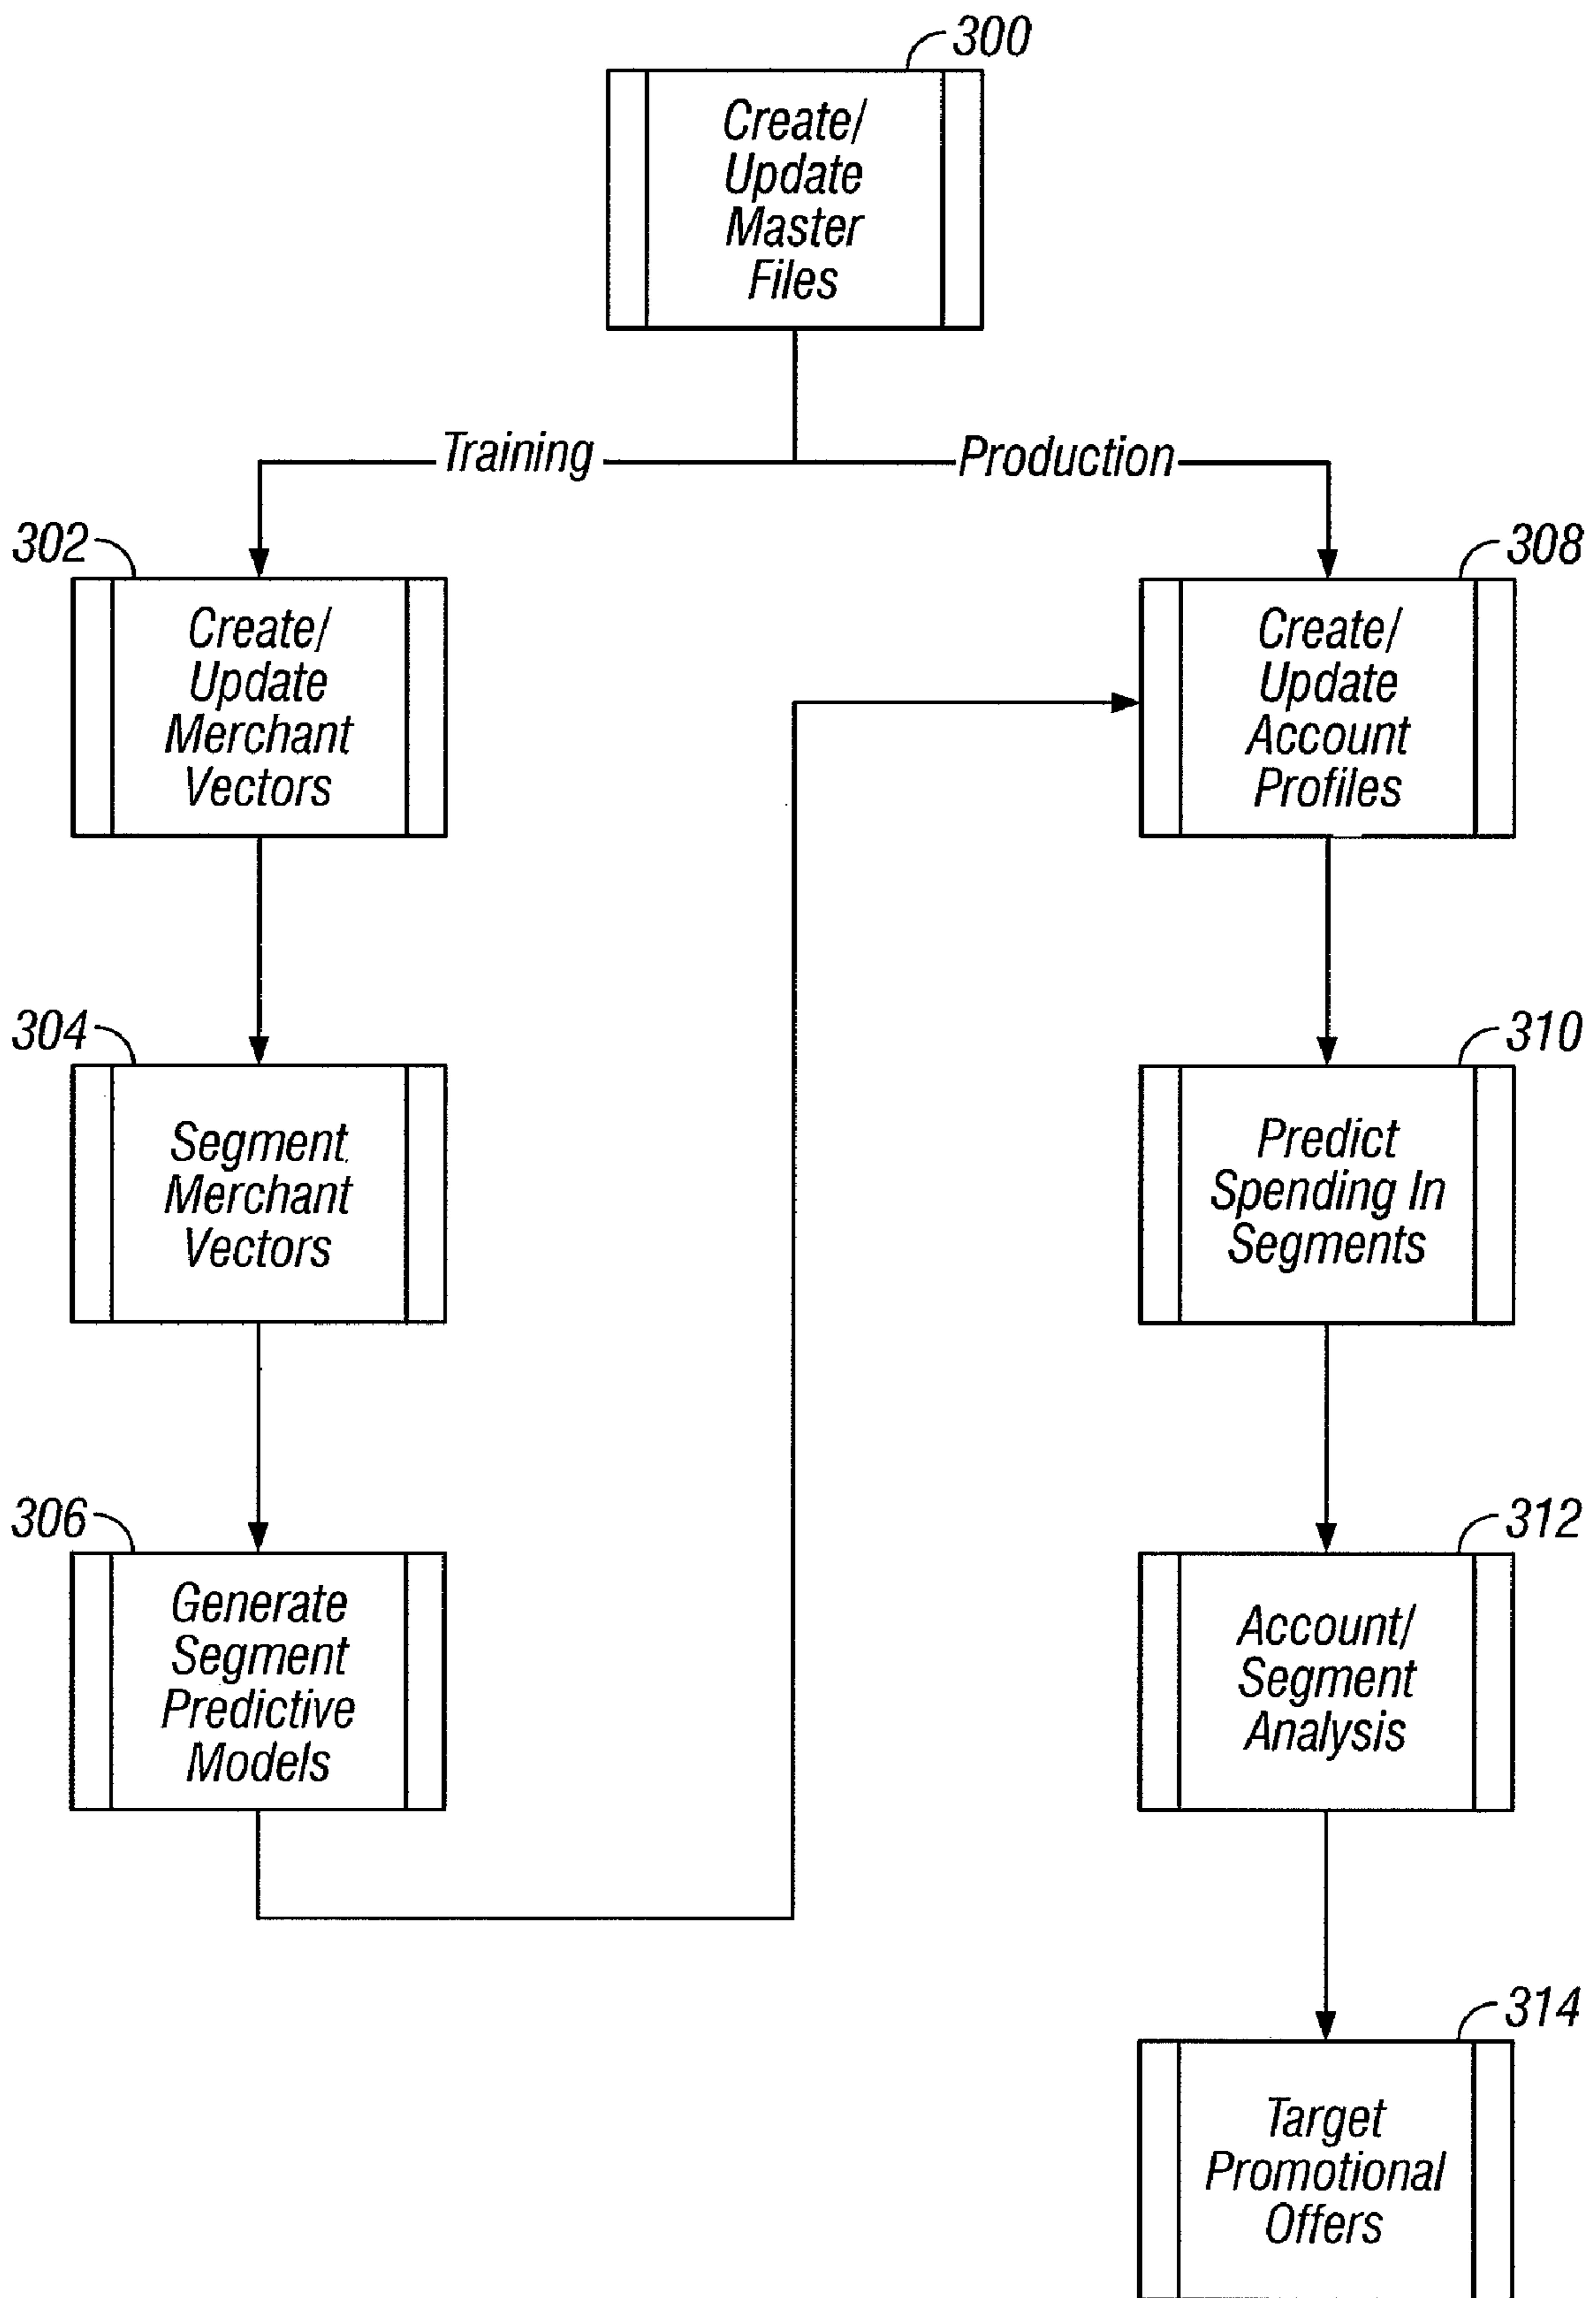 300
Create/
Update
Master
Files
Training
Production
302
Create/
Update
Merchant
Vectors
308
Create/
Update
Account
Profiles
304
Segment
Merchant
Vectors
310
Predict
Spending In
Segments
306
Generate
Segment
Predictive
Models
312
Account/
Segment
Analysis
314
Target
Promotional
Offers